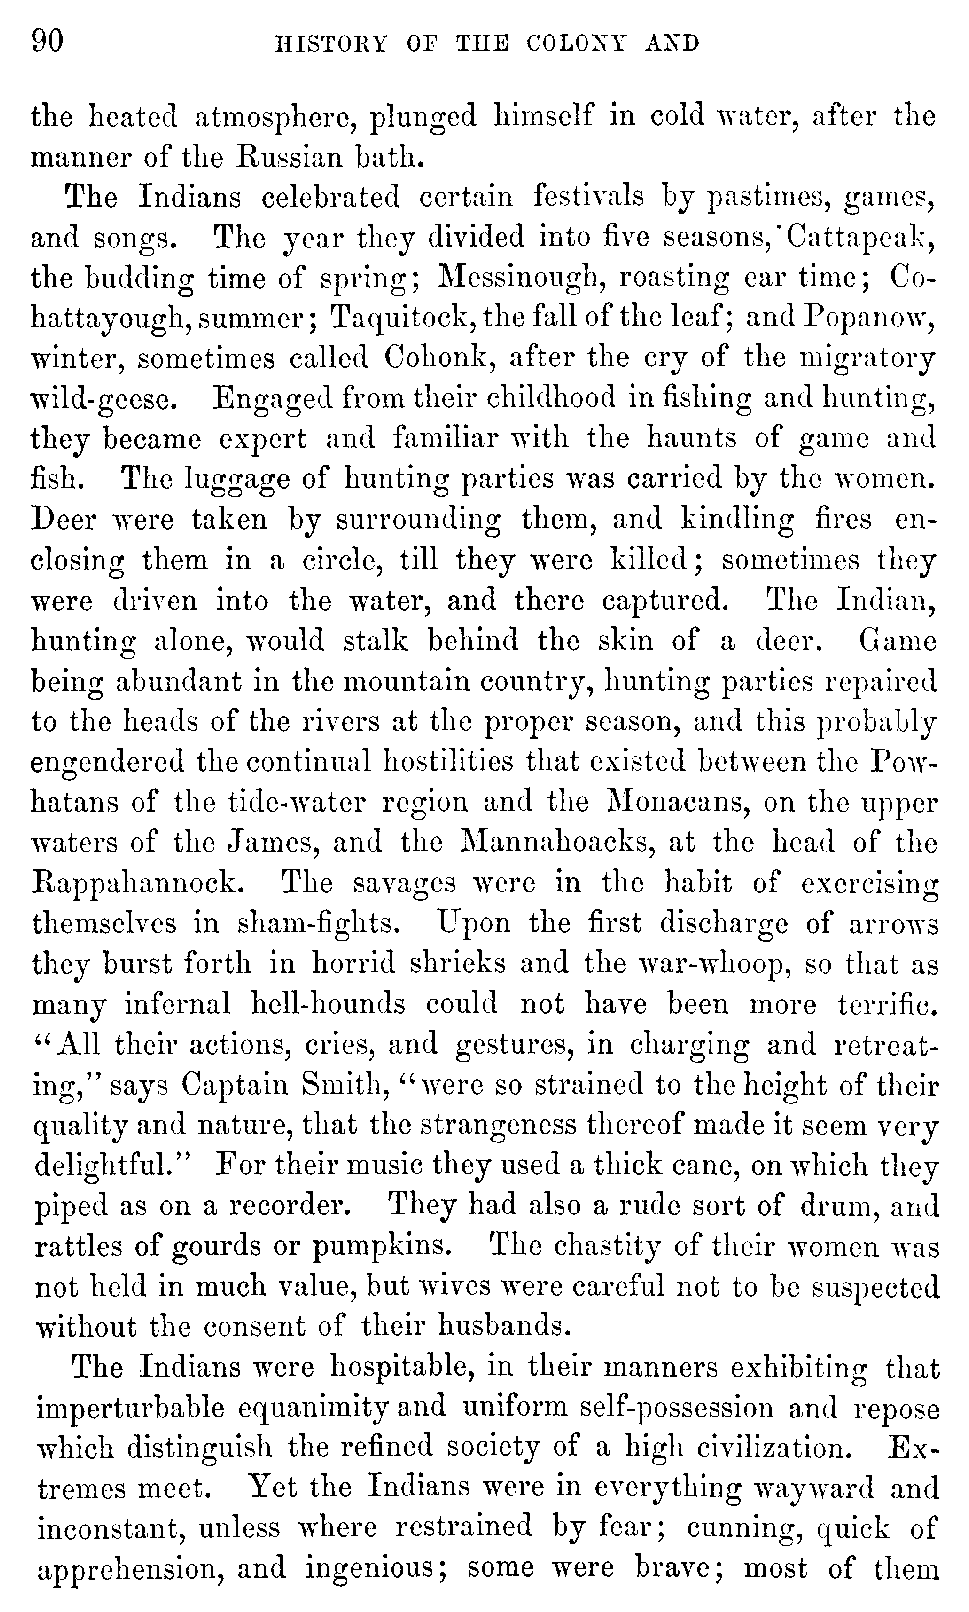 90 HISTORY OF THE COLONY AND
the heated atmosphere, plunged himself in cold water, after the
manner of the Russian bath.
The Indians celebrated certain festivals by pastimes, games,
and songs. The year they divided into five seasons, Cattapeak,
the budding time of spring; Messinough, roasting ear time; Co-
hattayough, summer; Taquitock, the fall of the leaf; and Popanow,
winter, sometimes called Cohonk, after the cry of the migratory
wild-geese. Engaged from their childhood in fishing and hunting,
they became expert and familiar with the haunts of game and
fish. The luggage of hunting parties was carried by the women.
Deer were taken by surrounding them, and kindling fires en-
closing them in a circle, till they were killed; sometimes they
were driven into the water, and there captured. The Indian,
hunting alone, would stalk behind the skin of a deer. Game
being abundant in the mountain country, hunting parties repaired
to the heads of the rivers at the proper season, and this probably
engendered the continual hostilities that existed between the Pow-
hatans of the tide-water region and the Monacans, on the upper
waters of the James, and the Mannahoacks, at the head of the
Rappahannock. The savages were in the habit of exercising
themselves in sham-fights. Upon the first discharge of arrows
they burst forth in horrid shrieks and the war-whoop, so that as
many infernal hell-hounds could not have been more terrific.
"All their actions, cries, and gestures, in charging and retreat-
ing," says Captain Smith, "were so strained to the height of their
quality and nature, that the strangeness thereof made it seem very
delightful." For their music they used a thick cane, on which they
piped as on a recorder. They had also a rude sort of drum, and
rattles of gourds or pumpkins. The chastity of their women was
not held in much value, but wives were careful not to be suspected
without the consent of their husbands.
The Indians were hospitable, in their manners exhibiting that
imperturbable equanimity and uniform self-possession and repose
which distinguish the refined society of a high civilization. Ex-
tremes meet. Yet the Indians were in everything wayward and
inconstant, unless where restrained by fear; cunning, quick of
apprehension, and ingenious; some were brave; most of them